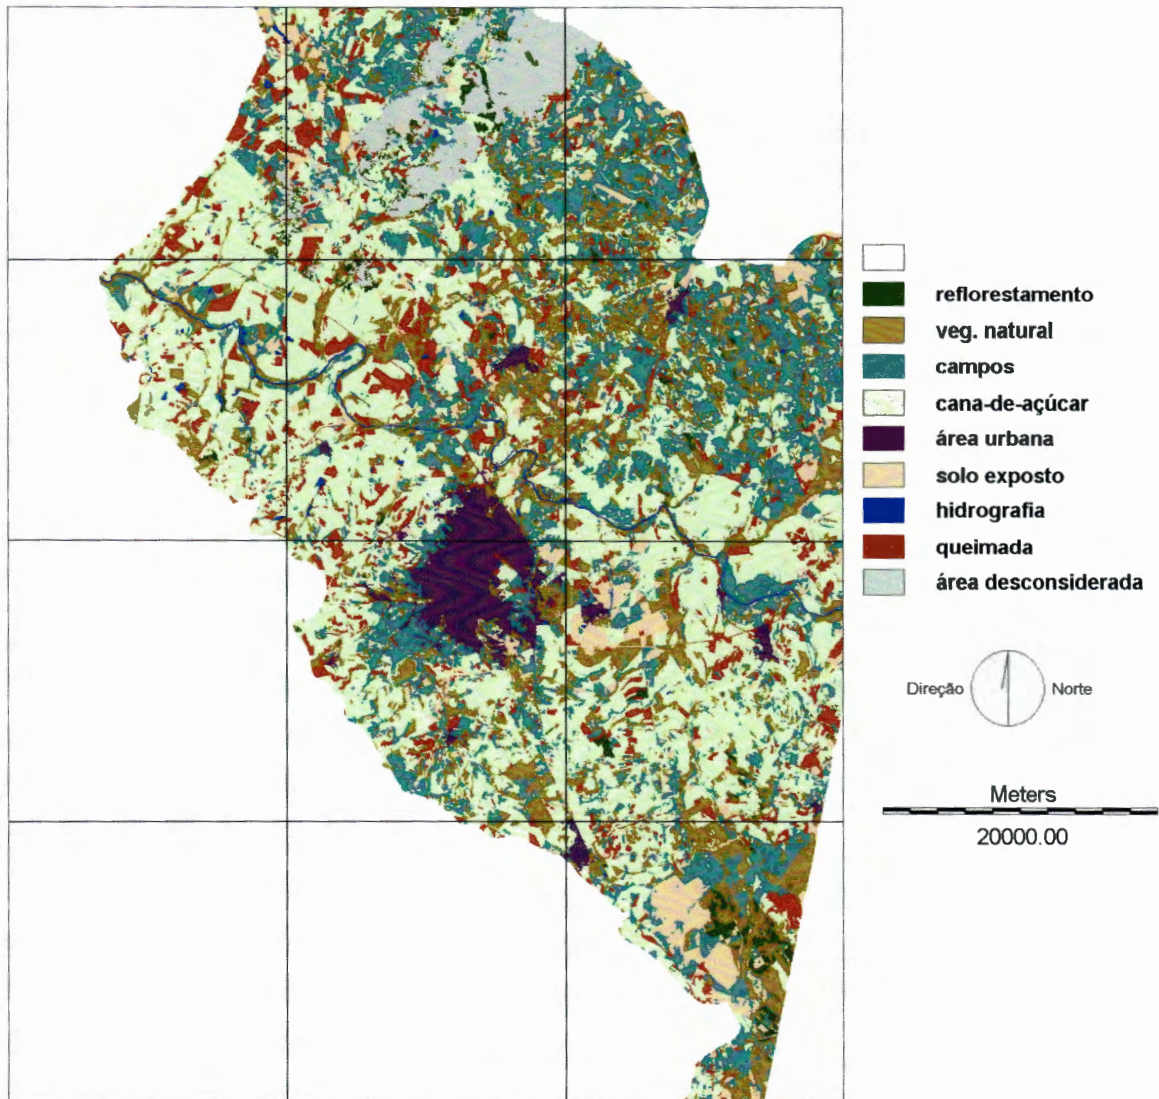 reflorestamento
veg. natural
campos
cana-de-açúcar
área urbana
solo exposto
hidrografia
queimada
área desconsiderada
Direção Norte
Meters
20000.00